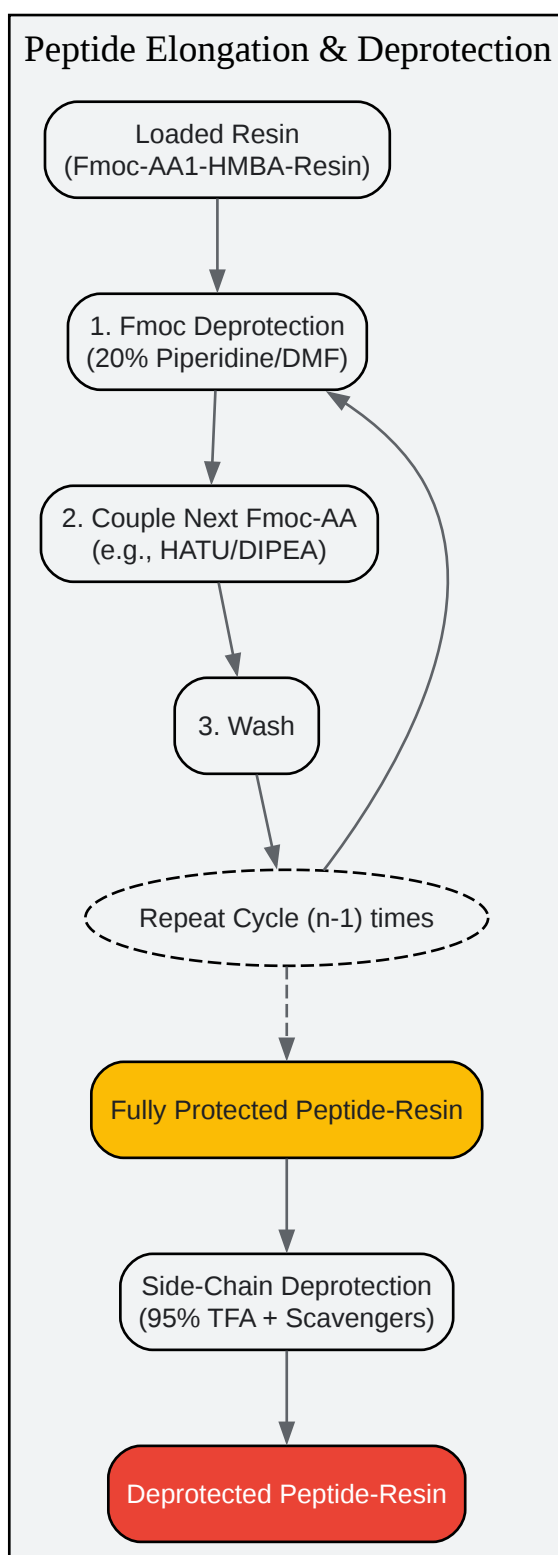 Peptide Elongation & Deprotection
Loaded Resin
(Fmoc-AA1-HMBA-Resin)
1. Fmoc Deprotection
(20% Piperidine/DMF)
2. Couple Next Fmoc-AA
(e.g., HATU/DIPEA)
3. Wash
Repeat Cycle (n-1) times
Fully Protected Peptide-Resin
Side-Chain Deprotection
(95% TFA + Scavengers)
Deprotected Peptide-Resin